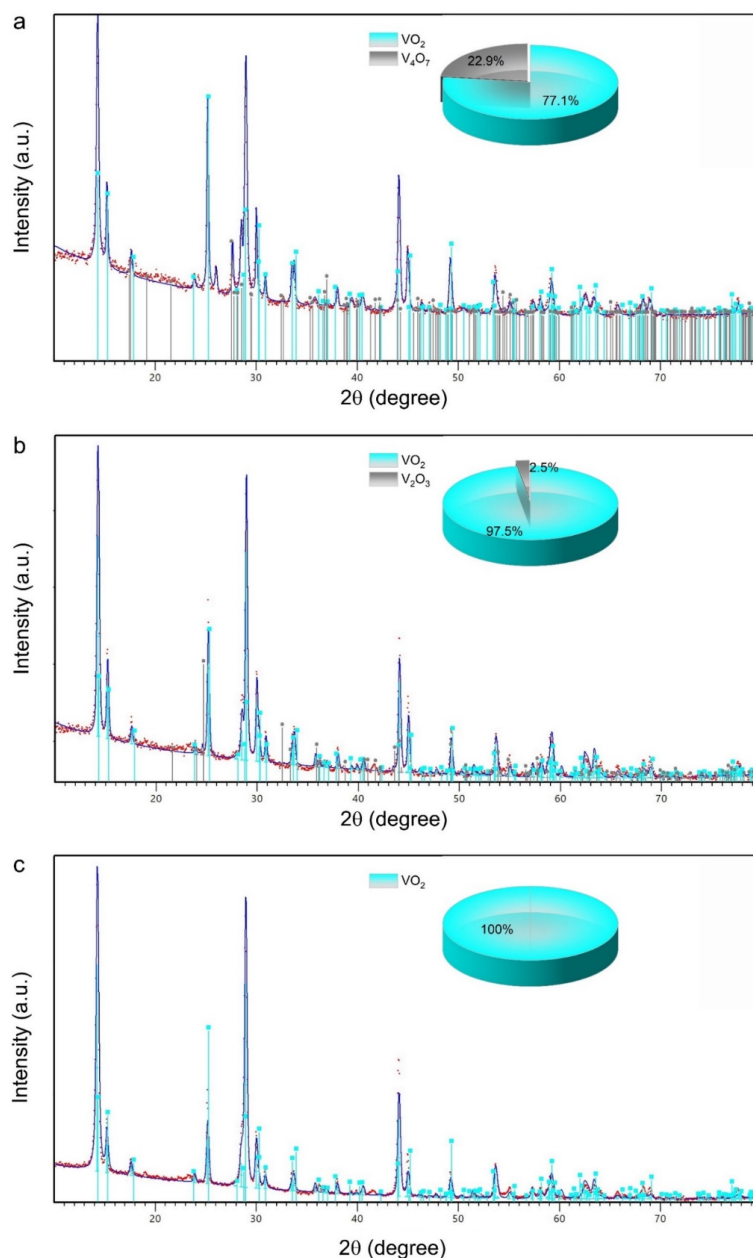 a
VO₂
V₄O₇
22.9%
77.1%
Intensity (a.u.)
20 30 40 50 60 70
2θ (degree)
b
VO₂
V₂O₃
2.5%
97.5%
Intensity (a.u.)
20 30 40 50 60 70
2θ (degree)
c
VO₂
100%
Intensity (a.u.)
20 30 40 50 60 70
2θ (degree)